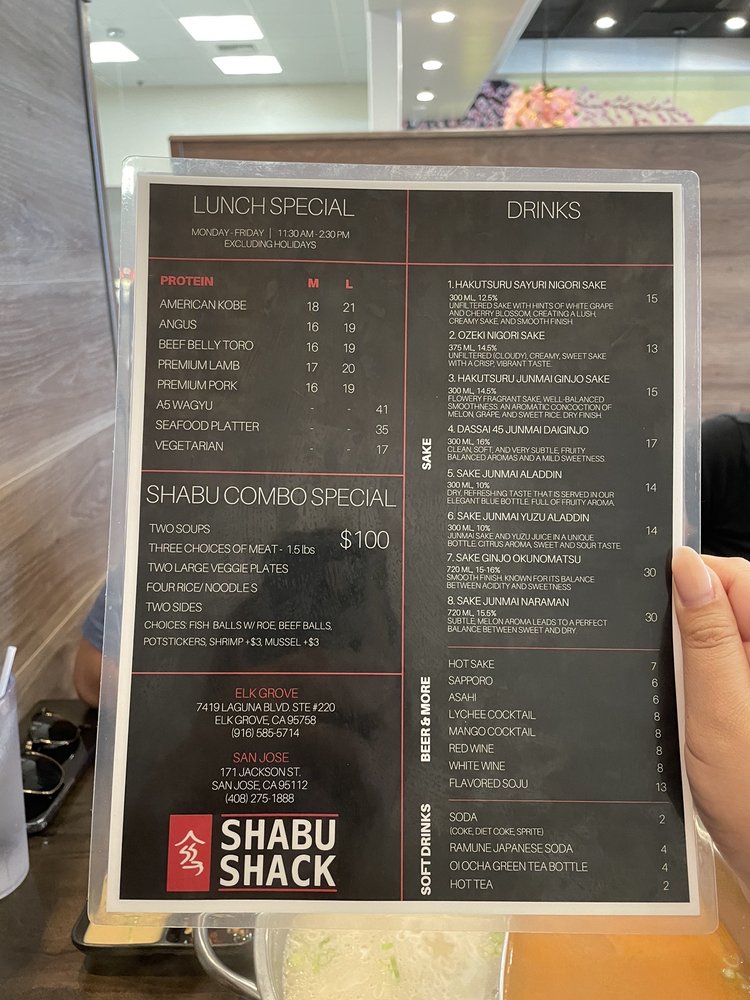 LUNCH SPECIAL
MONDAY - FRIDAY | 11:30 AM - 2:30 PM
EXCLUDING HOLIDAYS
PROTEIN M L
AMERICAN KOBE 18 21
ANGUS 16 19
BEEF BELLY TORO 16 19
PREMIUM LAMB 17 20
PREMIUM PORK 16 19
A5 WAGYU - - 41
SEAFOOD PLATTER - - 35
VEGETARIAN - - 17
SHABU COMBO SPECIAL
$100
TWO SOUPS
THREE CHOICES OF MEAT - 1.5 lbs
TWO LARGE VEGGIE PLATES
FOUR RICE/ NOODLES
TWO SIDES
CHOICES: FISH BALLS W/ ROE, BEEF BALLS,
POTSTICKERS, SHRIMP +$3, MUSSEL +$3
ELK GROVE
7419 LAGUNA BLVD. STE #220
ELK GROVE, CA 95758
(916) 585-5714
SAN JOSE
171 JACKSON ST.
SAN JOSE, CA 95112
(408) 275-1888
SHABU
SHACK
DRINKS
SAKE
1. HAKUTSURU SAYURI NIGORI SAKE 15
300 ML, 12.5%
UNFILTERED SAKE WITH HINTS OF WHITE GRAPE
AND CHERRY BLOSSOM, CREATING A LUSH,
CREAMY SAKE, AND SMOOTH FINISH
2. OZEKI NIGORI SAKE 13
375 ML, 14.5%
UNFILTERED (CLOUDY), CREAMY, SWEET SAKE
WITH A CRISP, VIBRANT TASTE.
3. HAKUTSURU JUNMAI GINJO SAKE 15
300 ML, 14.5%
FLOWERY FRAGRANT SAKE, WELL-BALANCED
SMOOTHNESS. AN AROMATIC CONCOCTION OF
MELON, GRAPE, AND SWEET RICE. DRY FINISH
4. DASSAI 45 JUNMAI DAIGINJO 17
300 ML, 16%
CLEAN, SOFT, AND VERY SUBTLE, FRUITY
BALANCED AROMAS AND A MILD SWEETNESS
5. SAKE JUNMAI ALADDIN 14
300 ML, 10%
DRY, REFRESHING TASTE THAT IS SERVED IN OUR
ELEGANT BLUE BOTTLE. FULL OF FRUITY AROMA
6. SAKE JUNMAI YUZU ALADDIN 14
300 ML, 10%
JUNMAI SAKE AND YUZU JUICE IN A UNIQUE
BOTTLE. CITRUS AROMA, SWEET AND SOUR TASTE.
7. SAKE GINJO OKUNOMATSU 30
720 ML, 15-16%
SMOOTH FINISH. KNOWN FOR ITS BALANCE
BETWEEN ACIDITY AND SWEETNESS
8. SAKE JUNMAI NARAMAN 30
720 ML, 15.5%
SUBTLE, MELON AROMA LEADS TO A PERFECT
BALANCE BETWEEN SWEET AND DRY
BEER & MORE
HOT SAKE 7
SAPPORO 6
ASAHI 6
LYCHEE COCKTAIL 8
MANGO COCKTAIL 8
RED WINE 8
WHITE WINE 8
FLAVORED SOJU 13
SOFT DRINKS
SODA 2
(COKE, DIET COKE, SPRITE)
RAMUNE JAPANESE SODA 4
OI OCHA GREEN TEA BOTTLE 4
HOT TEA 2